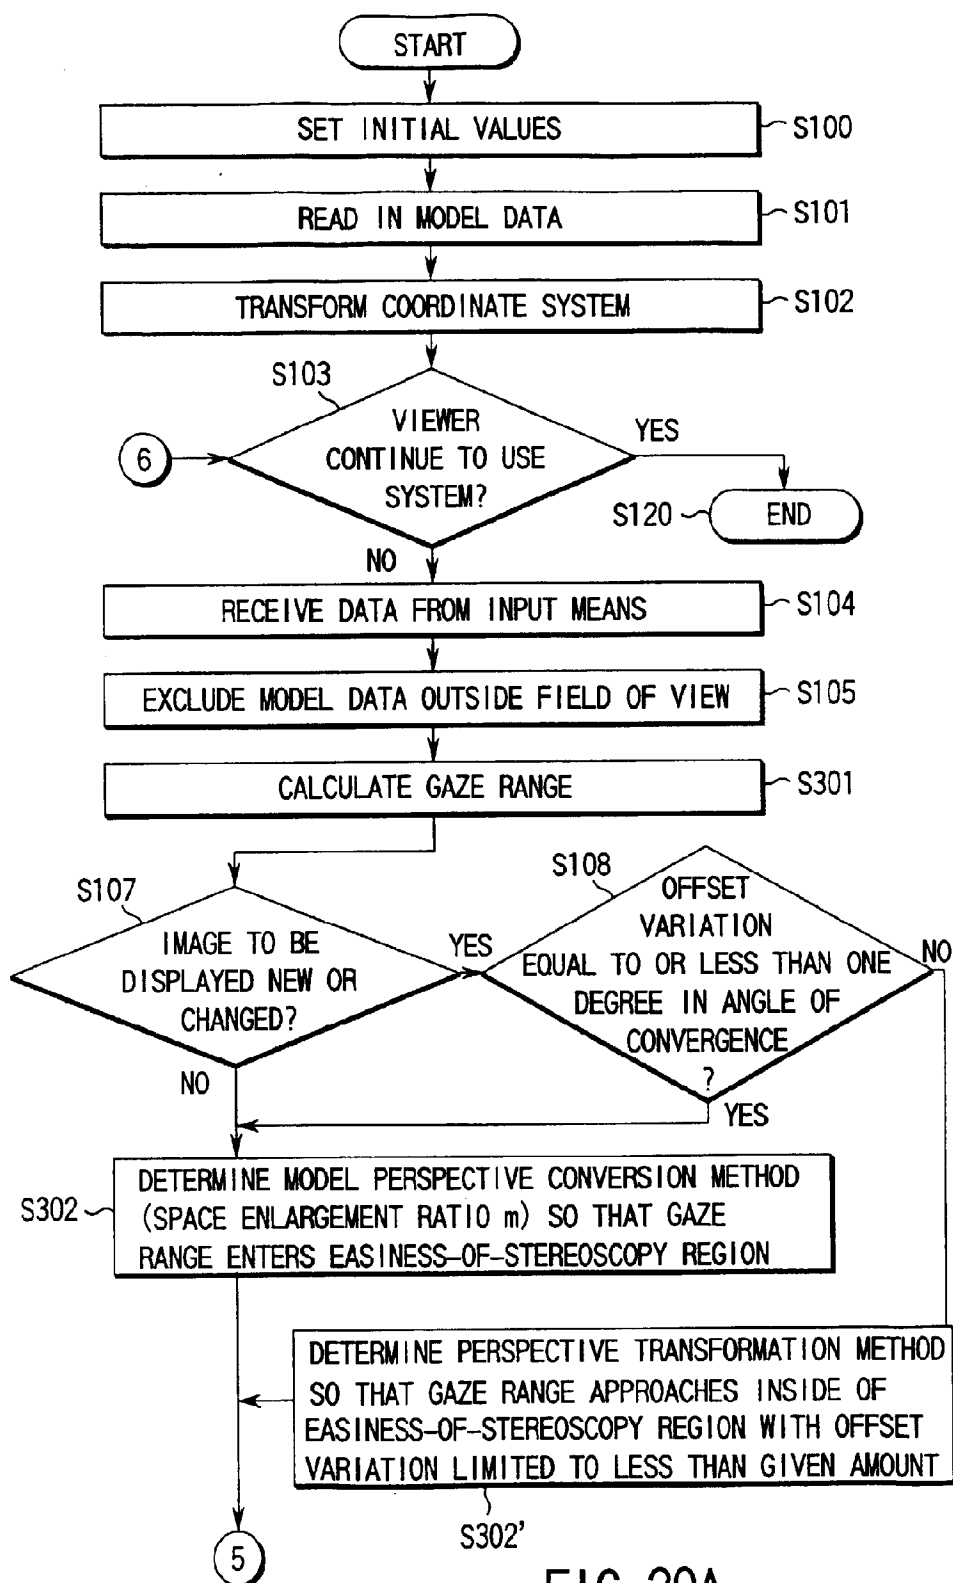 START
SET INITIAL VALUES
S100
READ IN MODEL DATA
S101
TRANSFORM COORDINATE SYSTEM
S102
S103
VIEWER
CONTINUE TO USE
SYSTEM?
6
YES
S120
END
NO
RECEIVE DATA FROM INPUT MEANS
S104
EXCLUDE MODEL DATA OUTSIDE FIELD OF VIEW
S105
CALCULATE GAZE RANGE
S301
S107
IMAGE TO BE
DISPLAYED NEW OR
CHANGED?
YES
NO
S108
OFFSET
VARIATION
EQUAL TO OR LESS THAN ONE
DEGREE IN ANGLE OF
CONVERGENCE
?
NO
YES
S302
DETERMINE MODEL PERSPECTIVE CONVERSION METHOD
(SPACE ENLARGEMENT RATIO m) SO THAT GAZE
RANGE ENTERS EASINESS-OF-STEREOSCOPY REGION
DETERMINE PERSPECTIVE TRANSFORMATION METHOD
SO THAT GAZE RANGE APPROACHES INSIDE OF
EASINESS-OF-STEREOSCOPY REGION WITH OFFSET
VARIATION LIMITED TO LESS THAN GIVEN AMOUNT
S302'
5